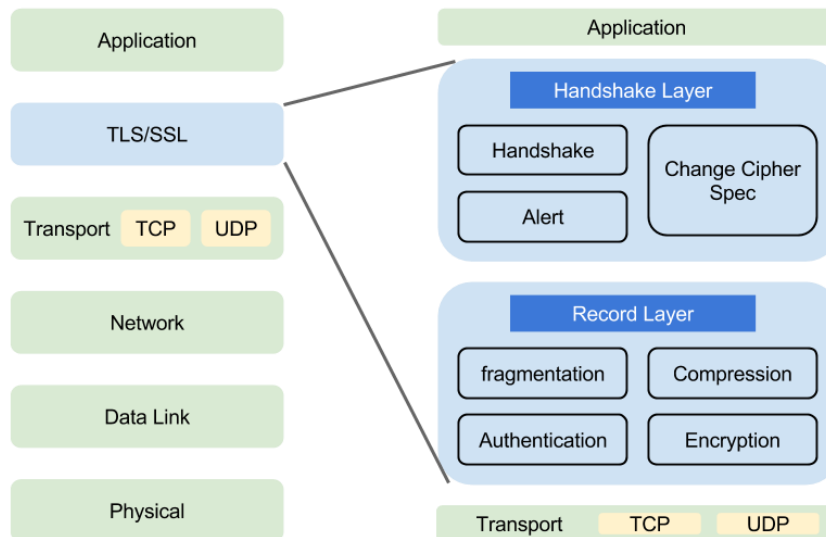 Application
TLS/SSL
Transport TCP UDP
Network
Data Link
Physical
Application
Handshake Layer
Handshake
Alert
Change Cipher
Spec
Record Layer
fragmentation
Compression
Authentication
Encryption
Transport TCP UDP